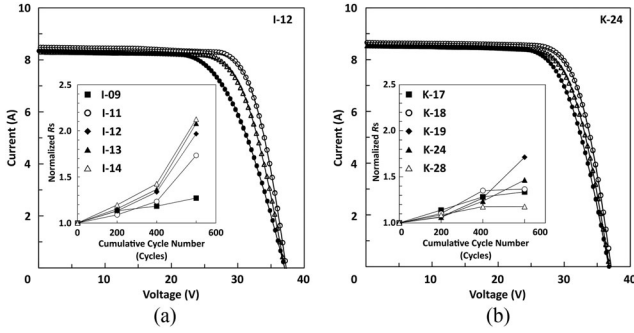 I-12
10
8
6
4
2
0
Current (A)
0 10 20 30 40
Voltage (V)
2.5
2.0
1.5
1.0
Normalized Rs
0 200 400 600
Cumulative Cycle Number
(Cycles)
I-09
I-11
I-12
I-13
I-14
(a)
K-24
10
8
6
4
2
0
Current (A)
0 10 20 30 40
Voltage (V)
2.5
2.0
1.5
1.0
Normalized Rs
0 200 400 600
Cumulative Cycle Number
(Cycles)
K-17
K-18
K-19
K-24
K-28
(b)